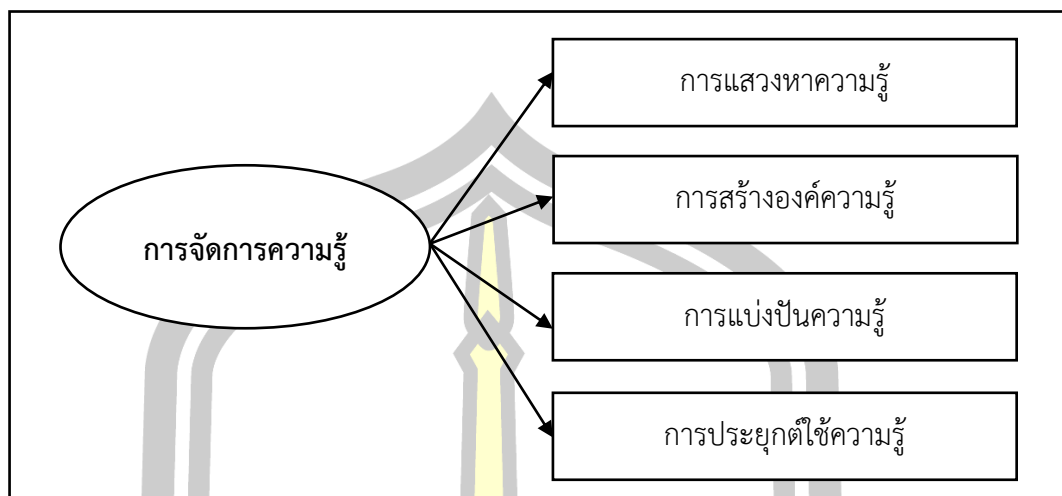 การแสวงหาความรู้
การสร้างองค์ความรู้
การจัดการความรู้
การแบ่งปันความรู้
การประยุกต์ใช้ความรู้